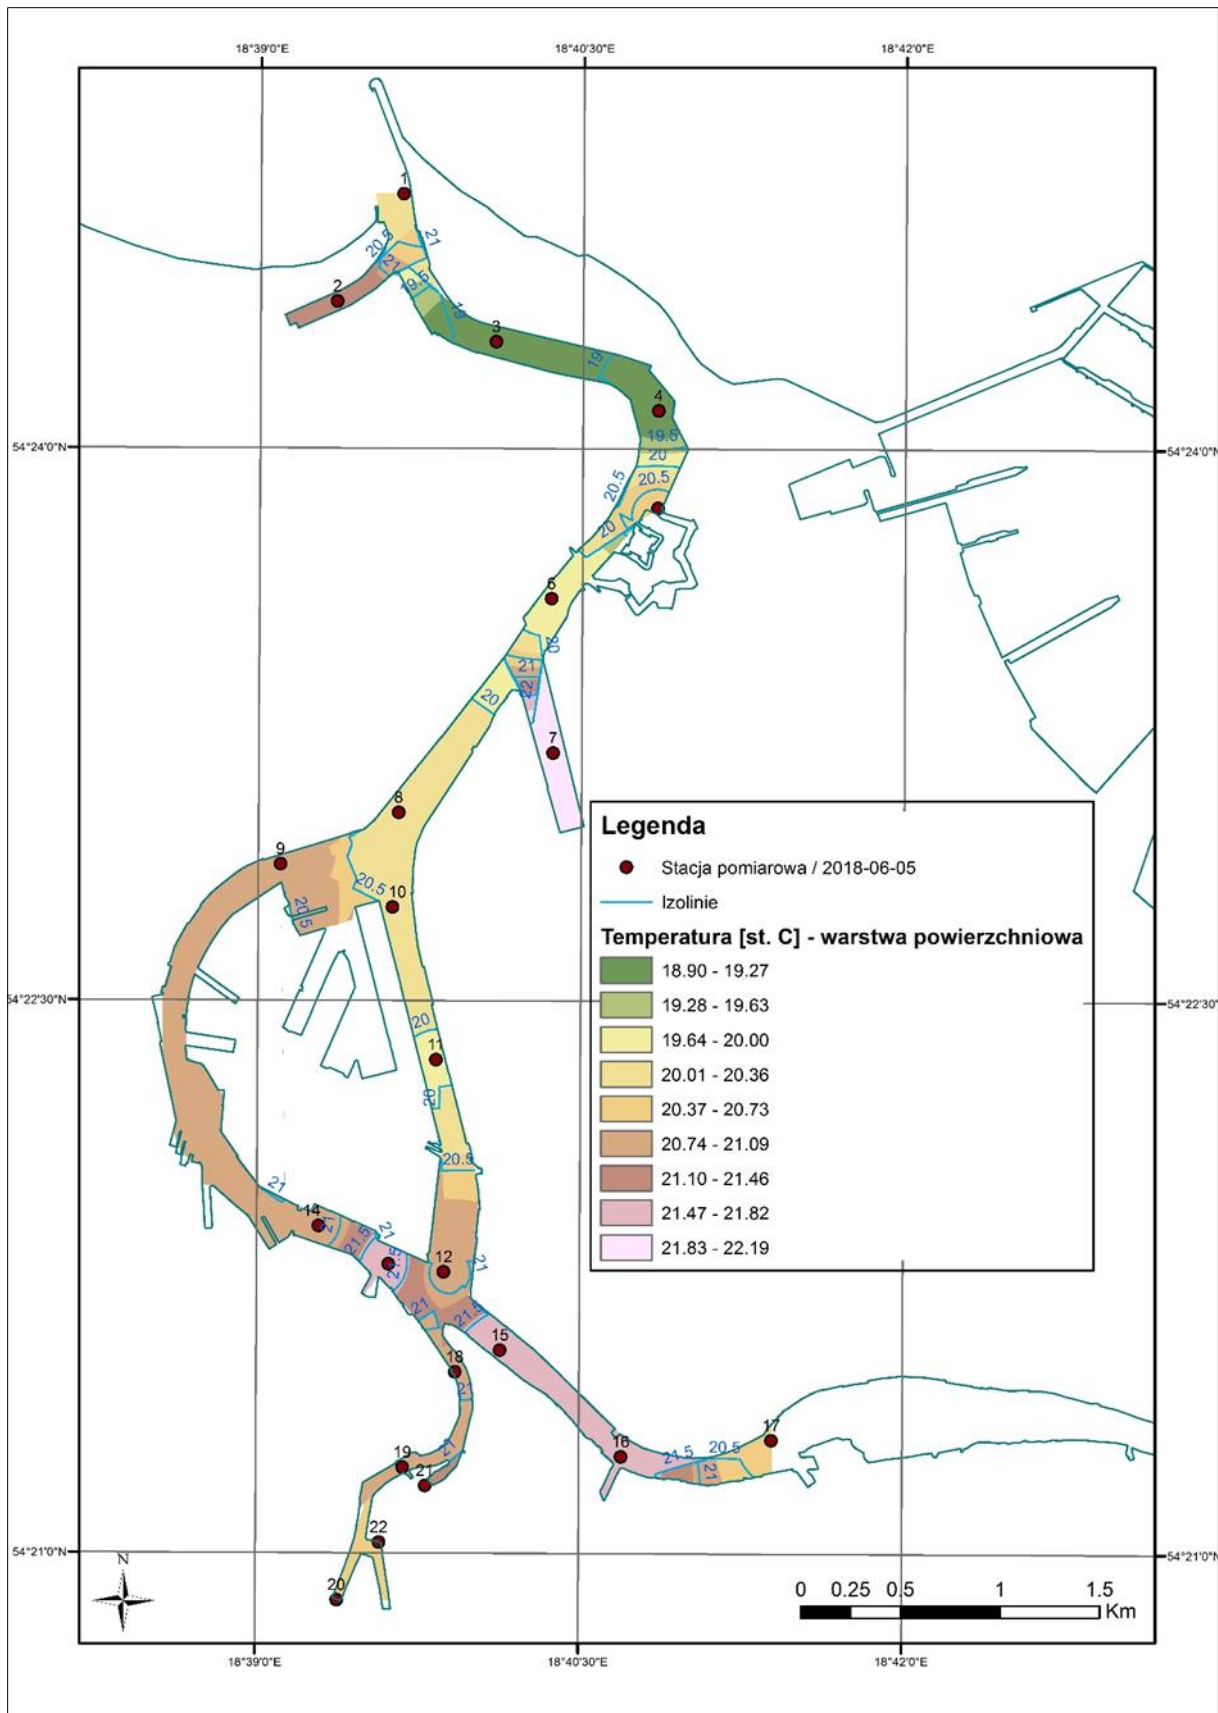 18°39'0"E 18°40'30"E 18°42'0"E
1
21
20.5
21
19.5
2
19
3
19
4
54°24'0"N 54°24'0"N
19.5
20
20.5
20.5
20
6
20
21
22
20
7
8
Legenda
Stacja pomiarowa / 2018-06-05
Izolinie
Temperatura [st. C] - warstwa powierzchniowa
18.90 - 19.27
19.28 - 19.63
19.64 - 20.00
20.01 - 20.36
20.37 - 20.73
20.74 - 21.09
21.10 - 21.46
21.47 - 21.82
21.83 - 22.19
9
20.5
10
20.5
54°22'30"N 54°22'30"N
20
11
20
20.5
21
14
21
21.5
21
21.5
12
21
21
21.5
15
18
21
17
16
21.5
20.5
21
19
21
21
22
54°21'0"N 54°21'0"N
N
20
0 0.25 0.5 1 1.5
Km
18°39'0"E 18°40'30"E 18°42'0"E